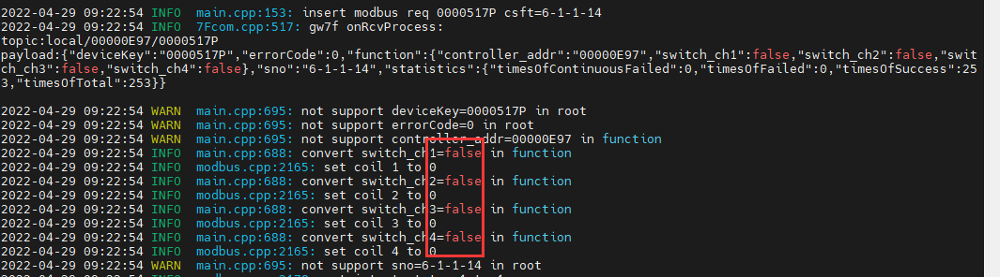 2022-04-29 09:22:54 INFO  main.cpp:153: insert modbus req 0000517P csft=6-1-1-14
2022-04-29 09:22:54 INFO  7Fcom.cpp:517: gw7f onRcvProcess:
topic:local/00000E97/0000517P
payload:{"deviceKey":"0000517P","errorCode":0,"function":{"controller_addr":"00000E97","switch_ch1":false,"switch_ch2":false,"swit
ch_ch3":false,"switch_ch4":false},"sno":"6-1-1-14","statistics":{"timesOfContinuousFailed":0,"timesOfFailed":0,"timesOfSuccess":25
3,"timesOfTotal":253}}
2022-04-29 09:22:54 WARN  main.cpp:695: not support deviceKey=0000517P in root
2022-04-29 09:22:54 WARN  main.cpp:695: not support errorCode=0 in root
2022-04-29 09:22:54 WARN  main.cpp:695: not support controller_addr=00000E97 in function
2022-04-29 09:22:54 INFO  main.cpp:688: convert switch_ch1=false in function
2022-04-29 09:22:54 INFO  modbus.cpp:2165: set coil 1 to 0
2022-04-29 09:22:54 INFO  main.cpp:688: convert switch_ch2=false in function
2022-04-29 09:22:54 INFO  modbus.cpp:2165: set coil 2 to 0
2022-04-29 09:22:54 INFO  main.cpp:688: convert switch_ch3=false in function
2022-04-29 09:22:54 INFO  modbus.cpp:2165: set coil 3 to 0
2022-04-29 09:22:54 INFO  main.cpp:688: convert switch_ch4=false in function
2022-04-29 09:22:54 INFO  modbus.cpp:2165: set coil 4 to 0
2022-04-29 09:22:54 WARN  main.cpp:695: not support sno=6-1-1-14 in root
2022-04-29 09:22:54 INFO